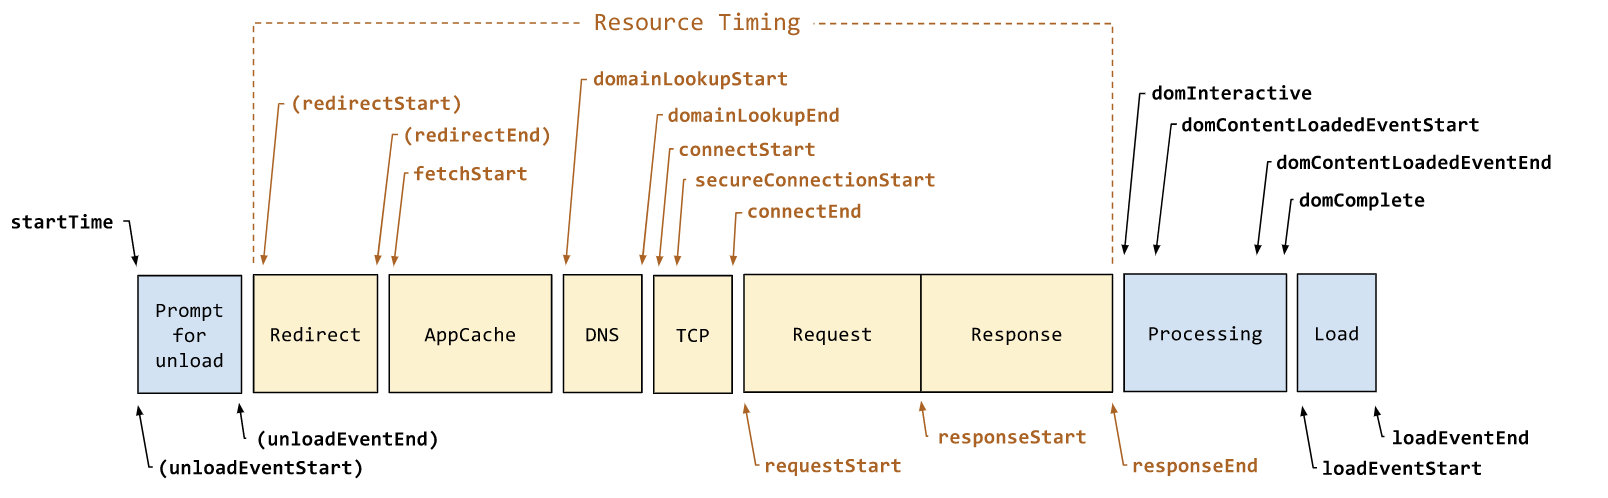 Resource Timing
domainLookupStart
(redirectStart)
domInteractive
domainLookupEnd
domContentLoadedEventStart
(redirectEnd)
connectStart
domContentLoadedEventEnd
fetchStart
secureConnectionStart
domComplete
connectEnd
startTime
Prompt
for
unload
Redirect
AppCache
DNS
TCP
Request
Response
Processing
Load
(unloadEventEnd)
responseStart
loadEventEnd
(unloadEventStart)
requestStart
responseEnd
loadEventStart